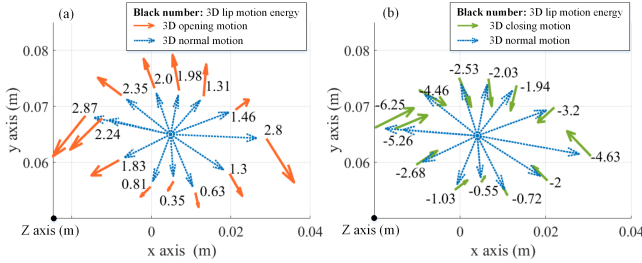 (a)
Black number: 3D lip motion energy
3D opening motion
3D normal motion
0.08
0.07
0.06
y axis (m)
2.35
2.0
1.98
1.31
2.87
1.46
2.24
2.8
1.83
1.3
0.81
0.35
0.63
Z axis (m)
0
0.02
0.04
x axis (m)
(b)
Black number: 3D lip motion energy
3D closing motion
3D normal motion
0.08
0.07
0.06
y axis (m)
-2.53
-2.03
-4.46
-1.94
-6.25
-3.2
-5.26
-4.63
-2.68
-2
-1.03
-0.55
-0.72
Z axis (m)
0
0.02
0.04
x axis (m)